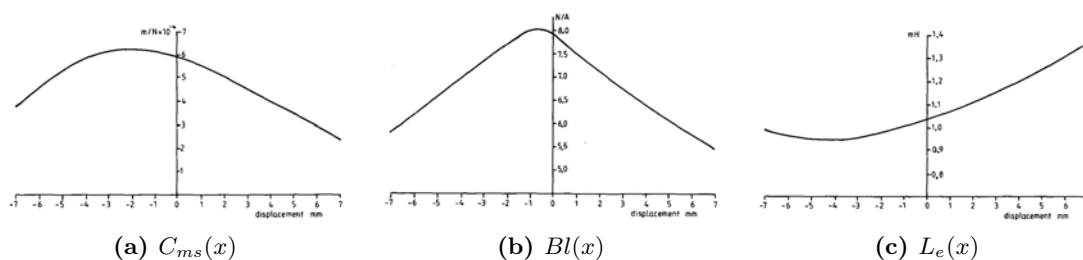 m/N×10⁻⁴
7
6
5
4
3
2
1
-7 -6 -5 -4 -3 -2 -1 0 1 2 3 4 5 6 7
displacement mm
(a) C_{ms}(x)
N/A
8,0
7,5
7,0
6,5
6,0
5,5
5,0
-7 -6 -5 -4 -3 -2 -1 0 1 2 3 4 5 6 7
displacement mm
(b) Bl(x)
mH
1,4
1,3
1,2
1,1
1,0
0,9
0,8
-7 -6 -5 -4 -3 -2 -1 0 1 2 3 4 5 6
displacement mm
(c) L_e(x)